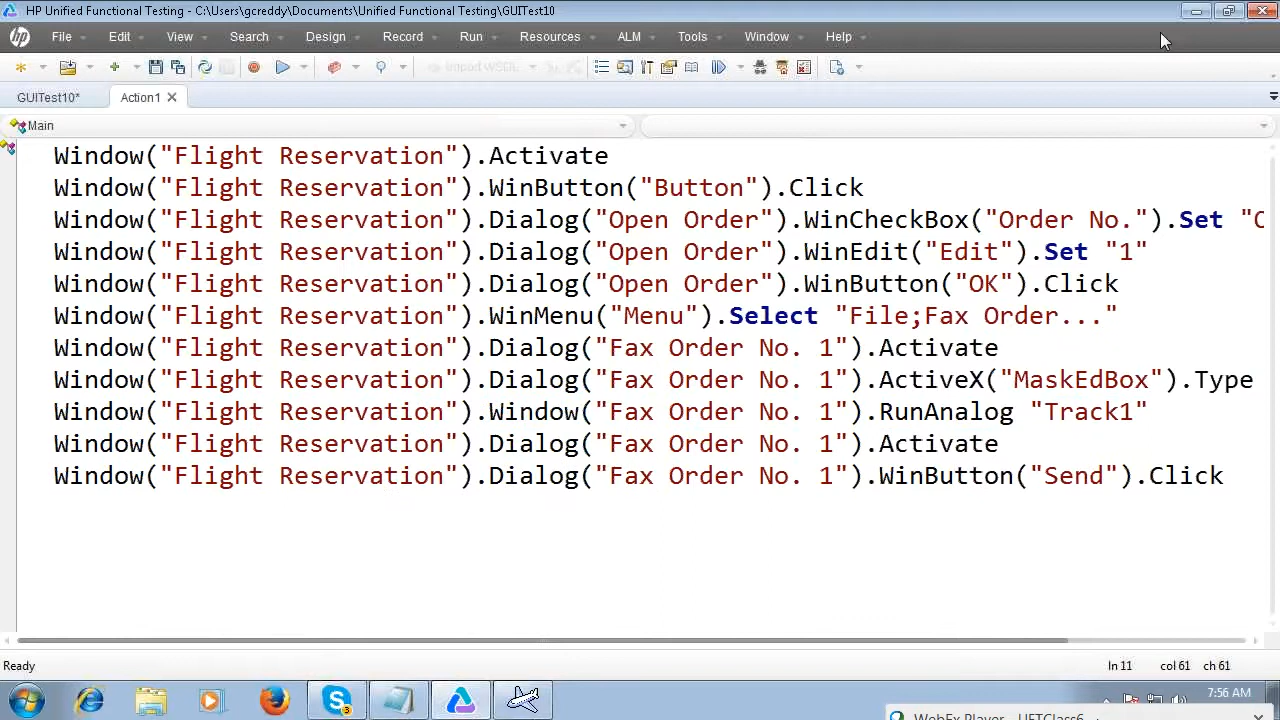 HP Unified Functional Testing - C:\Users\gcreddy\Documents\Unified Functional Testing\GUITest10
hp File Edit View Search Design Record Run Resources ALM Tools Window Help
Import WSDL
GUITest10* Action1
Main
Window("Flight Reservation").Activate
Window("Flight Reservation").WinButton("Button").Click
Window("Flight Reservation").Dialog("Open Order").WinCheckBox("Order No.").Set "O
Window("Flight Reservation").Dialog("Open Order").WinEdit("Edit").Set "1"
Window("Flight Reservation").Dialog("Open Order").WinButton("OK").Click
Window("Flight Reservation").WinMenu("Menu").Select "File;Fax Order..."
Window("Flight Reservation").Dialog("Fax Order No. 1").Activate
Window("Flight Reservation").Dialog("Fax Order No. 1").ActiveX("MaskEdBox").Type
Window("Flight Reservation").Window("Fax Order No. 1").RunAnalog "Track1"
Window("Flight Reservation").Dialog("Fax Order No. 1").Activate
Window("Flight Reservation").Dialog("Fax Order No. 1").WinButton("Send").Click
Ready ln 11 col 61 ch 61
S 3 7:56 AM
WebEx Player - UFTClass6